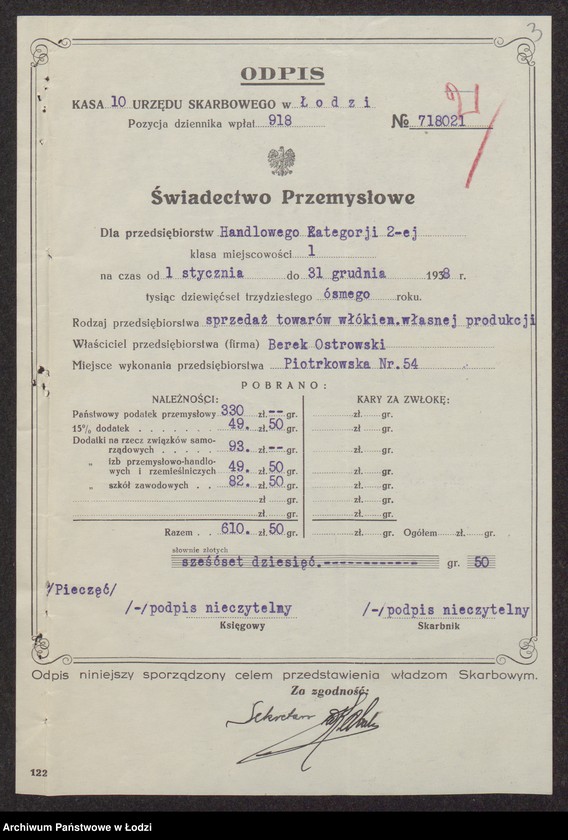 3
ODPIS
KASA 10 URZĘDU SKARBOWEGO w Łodzi
Pozycja dziennika wpłat 918
№ 718021
Świadectwo Przemysłowe
Dla przedsiębiorstw Handlowego Kategorji 2-ej
klasa miejscowości 1
na czas od 1 stycznia do 31 grudnia 1938 r.
tysiąc dziewięćset trzydziestego ósmego roku.
Rodzaj przedsiębiorstwa sprzedaż towarów włókien.własnej produkcji
Właściciel przedsiębiorstwa (firma) Berek Ostrowski
Miejsce wykonania przedsiębiorstwa Piotrkowska Nr.54
POBRANO:
NALEŻNOŚCI: KARY ZA ZWŁOKĘ:
Państwowy podatek przemysłowy 330 zł. -- gr. zł. gr.
15% dodatek 49. zł. 50 gr. zł. gr.
Dodatki na rzecz związków samo-
rządowych 93. zł. -- gr. zł. gr.
„ izb przemysłowo-handlo-
wych i rzemieślniczych 49. zł. 50 gr. zł. gr.
„ szkół zawodowych 82. zł. 50 gr. zł. gr.
zł gr. zł. gr.
zł. gr. zł. gr.
Razem 610. zł. 50 gr. zł. gr. Ogółem zł. gr.
słownie złotych
sześćset dziesięć.------------ gr. 50
/Pieczęć/
/-/podpis nieczytelny /-/podpis nieczytelny
Księgowy Skarbnik
Odpis niniejszy sporządzony celem przedstawienia władzom Skarbowym.
Za zgodność:
Sekretarz
122
Archiwum Państwowe w Łodzi